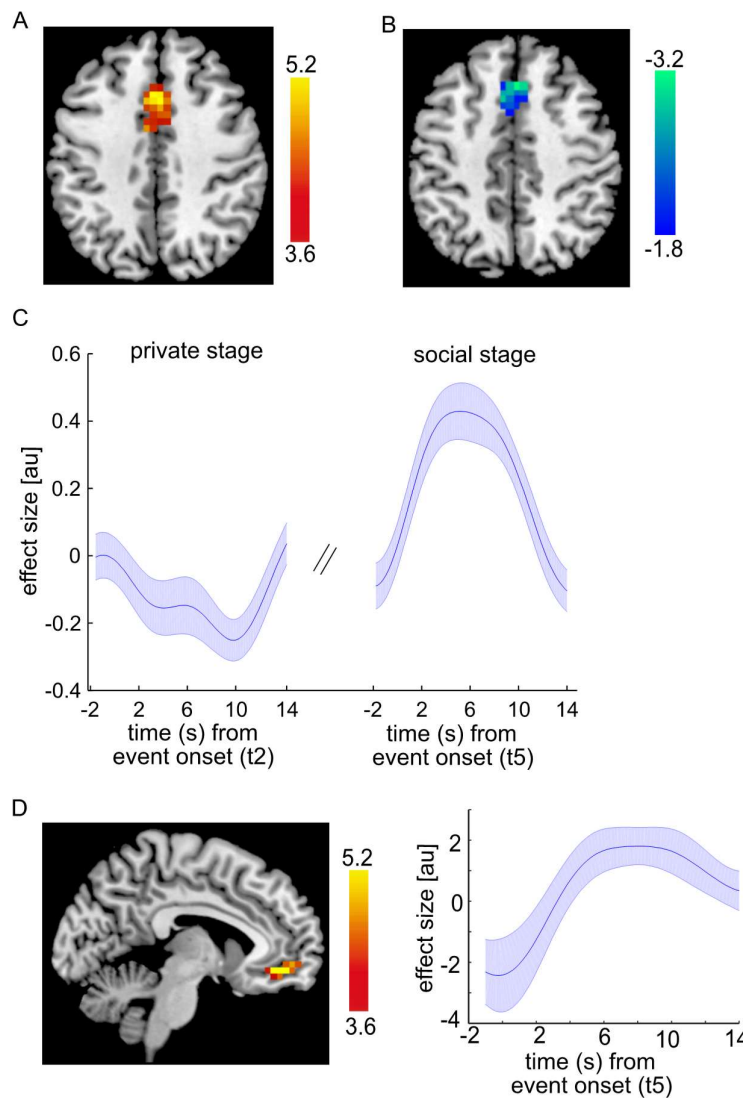 A
5.2
3.6
B
-3.2
-1.8
C
private stage
social stage
effect size [au]
0.6
0.4
0.2
0
-0.2
-0.4
//
-2 2 6 10 14
time (s) from
event onset (t2)
-2 2 6 10 14
time (s) from
event onset (t5)
D
5.2
3.6
effect size [au]
2
0
-2
-4
-2 2 6 10 14
time (s) from
event onset (t5)